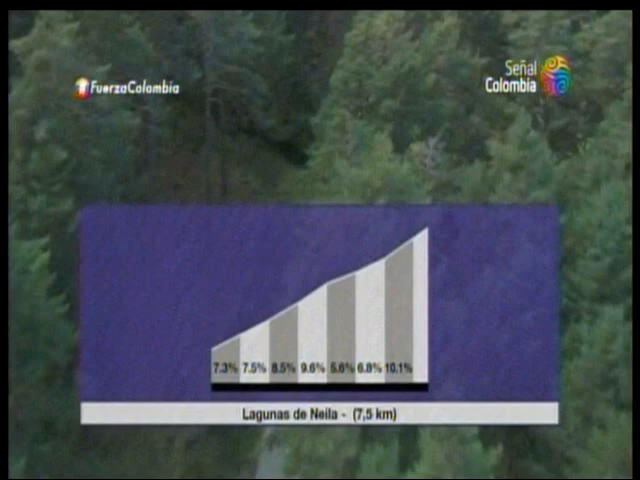 Señal
Colombia
#FuerzaColombia
7.3% 7.5% 8.5% 9.6% 5.6% 6.8% 10.1%
Lagunas de Neila - (7,5 km)